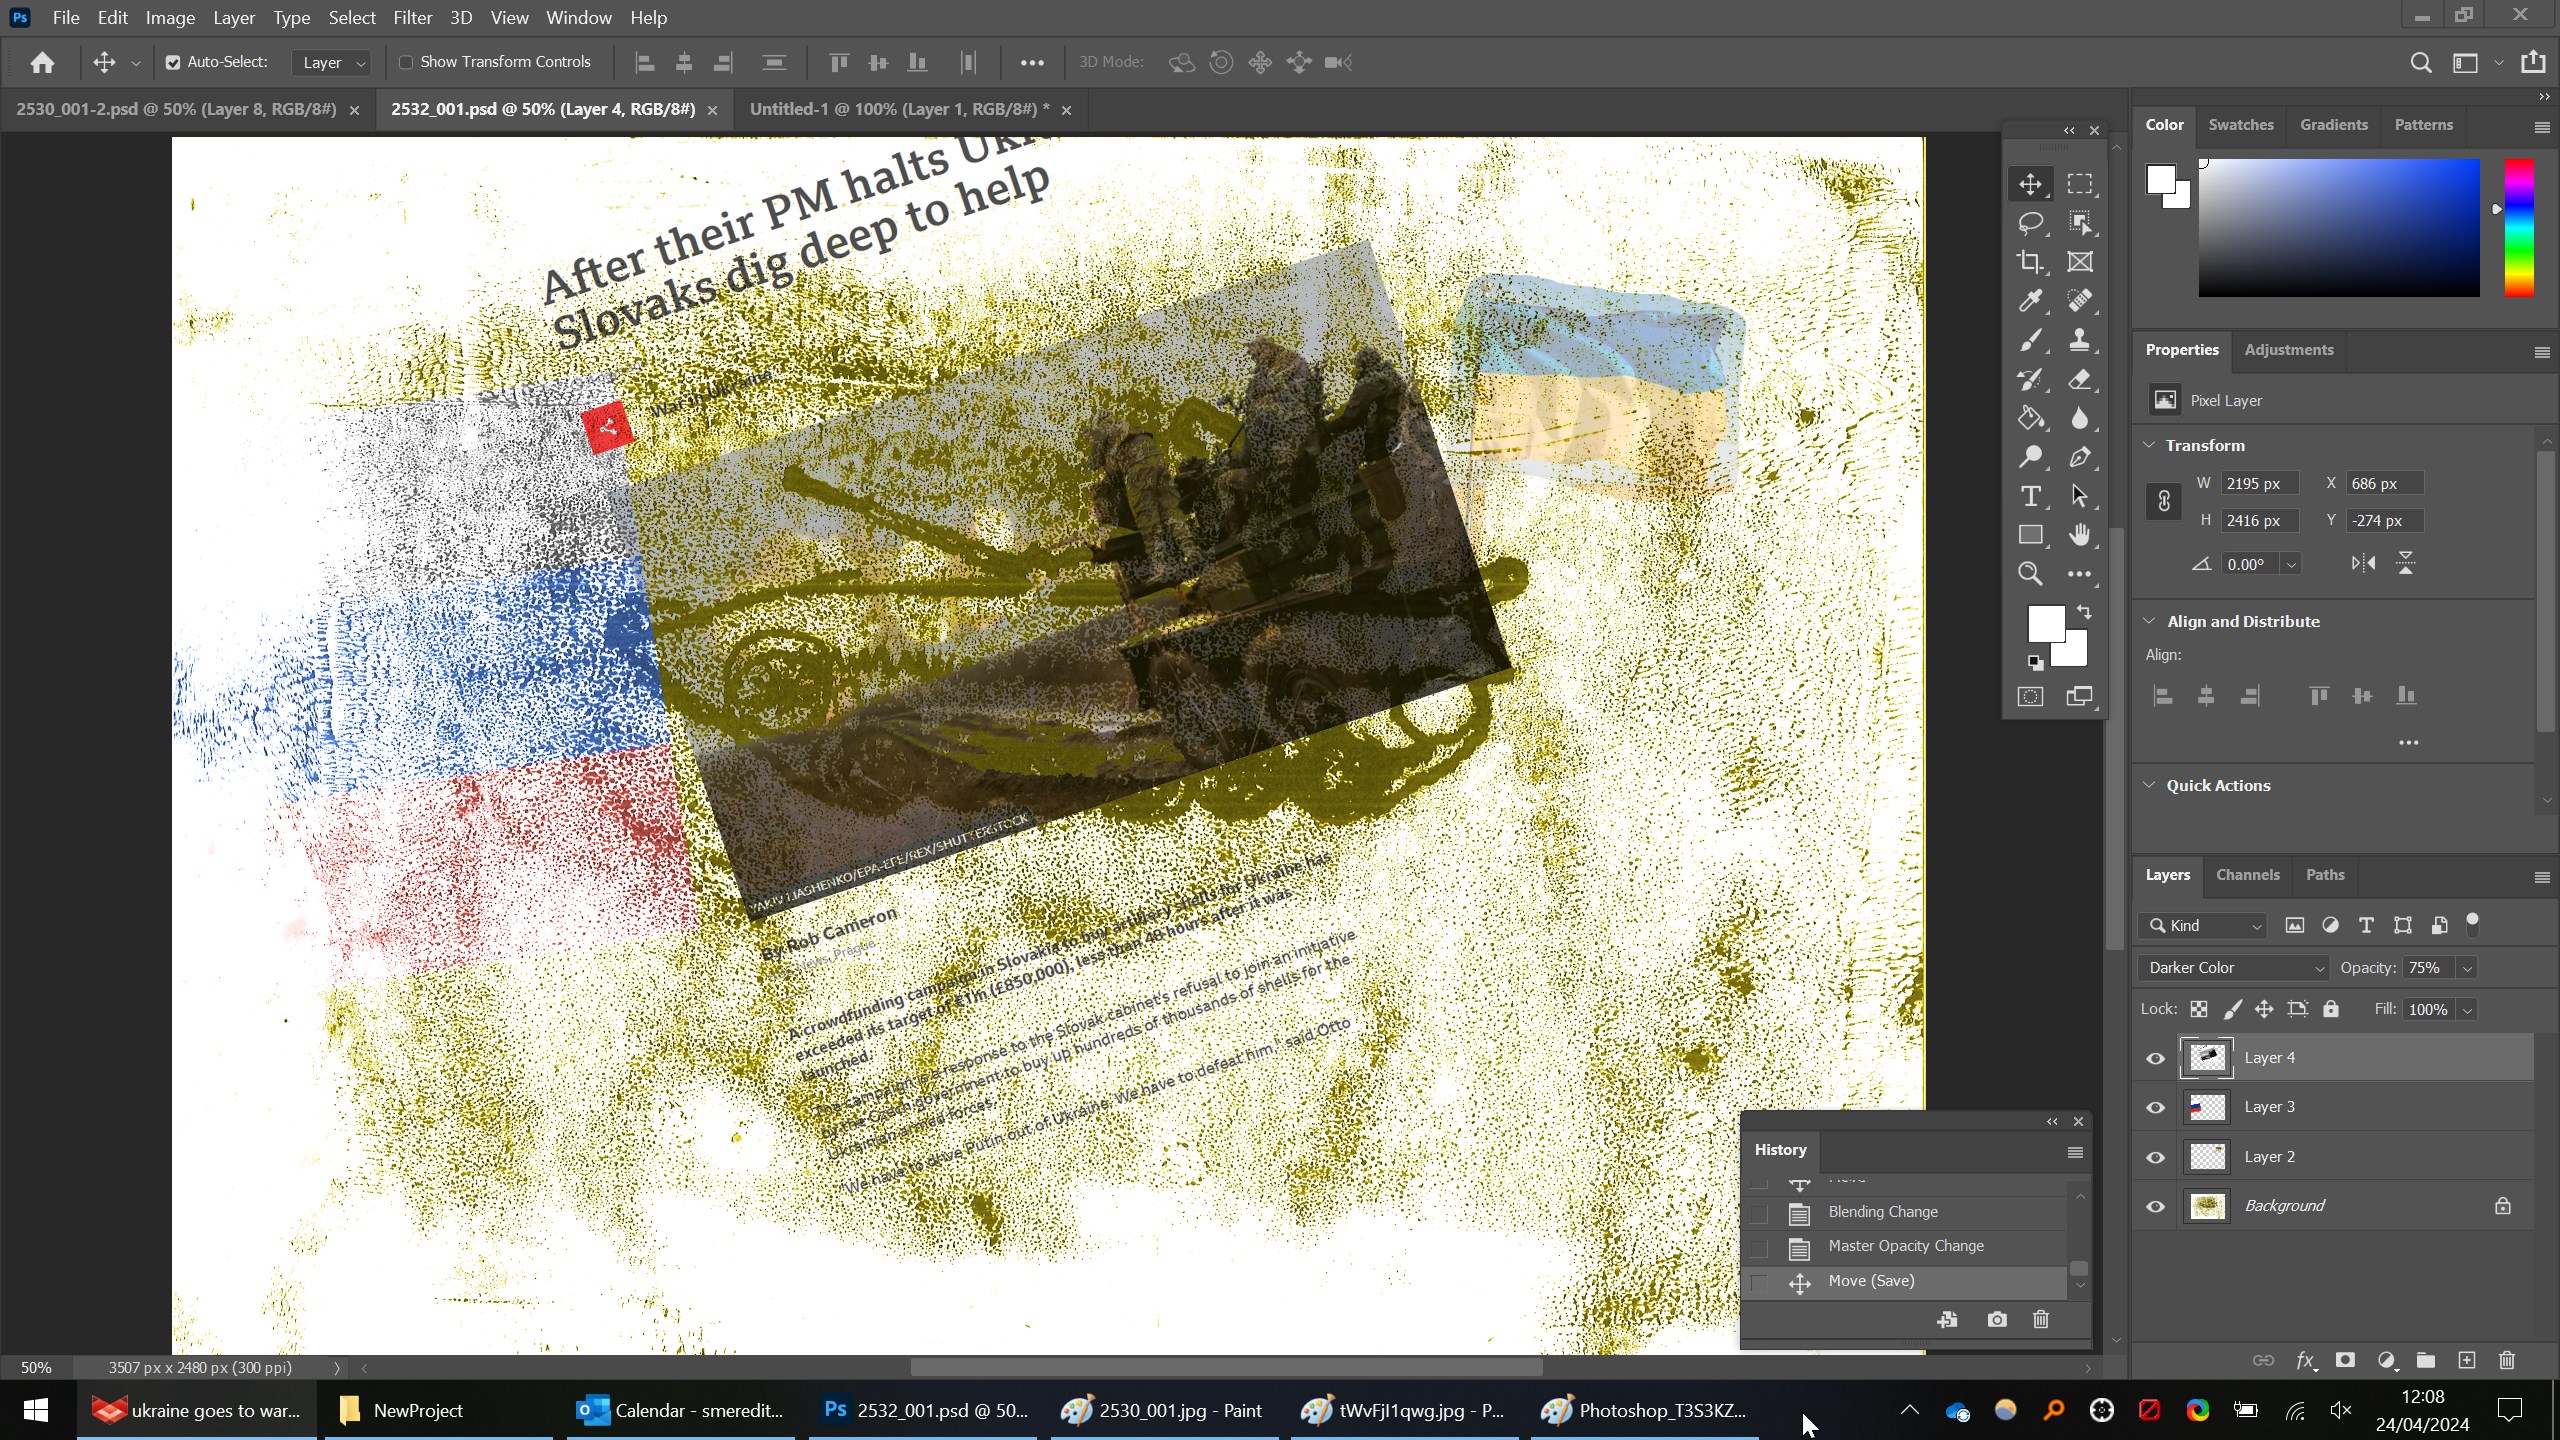 Ps File Edit Image Layer Type Select Filter 3D View Window Help
Auto-Select: Layer Show Transform Controls 3D Mode:
2530_001-2.psd @ 50% (Layer 8, RGB/8#) 2532_001.psd @ 50% (Layer 4, RGB/8#) Untitled-1 @ 100% (Layer 1, RGB/8#) *
After their PM halts
Slovaks dig deep to help
War in Ukraine
LIASHENKO/EPA-EFE/REX/SHUTTERSTOCK
By Rob Cameron
News, Prague
A crowdfunding campaign in Slovakia to buy artillery shells for Ukraine has
exceeded its target of €1m (£850,000), less than 48 hours after it was
launched.
The campaign is a response to the Slovak cabinet's refusal to join an initiative
by the Czech government to buy up hundreds of thousands of shells for the
Ukrainian armed forces.
"We have to drive Putin out of Ukraine. We have to defeat him," said Otto
Color Swatches Gradients Patterns
Properties Adjustments
Pixel Layer
Transform
W 2195 px X 686 px
H 2416 px Y -274 px
0.00°
Align and Distribute
Align:
Quick Actions
Layers Channels Paths
Kind
Darker Color Opacity: 75%
Lock: Fill: 100%
Layer 4
Layer 3
Layer 2
Background
History
Blending Change
Master Opacity Change
Move (Save)
50% 3507 px x 2480 px (300 ppi)
ukraine goes to war... NewProject Calendar - smeredit... Ps 2532_001.psd @ 50... 2530_001.jpg - Paint tWvFjI1qwg.jpg - P... Photoshop_T3S3KZ...
12:08
24/04/2024